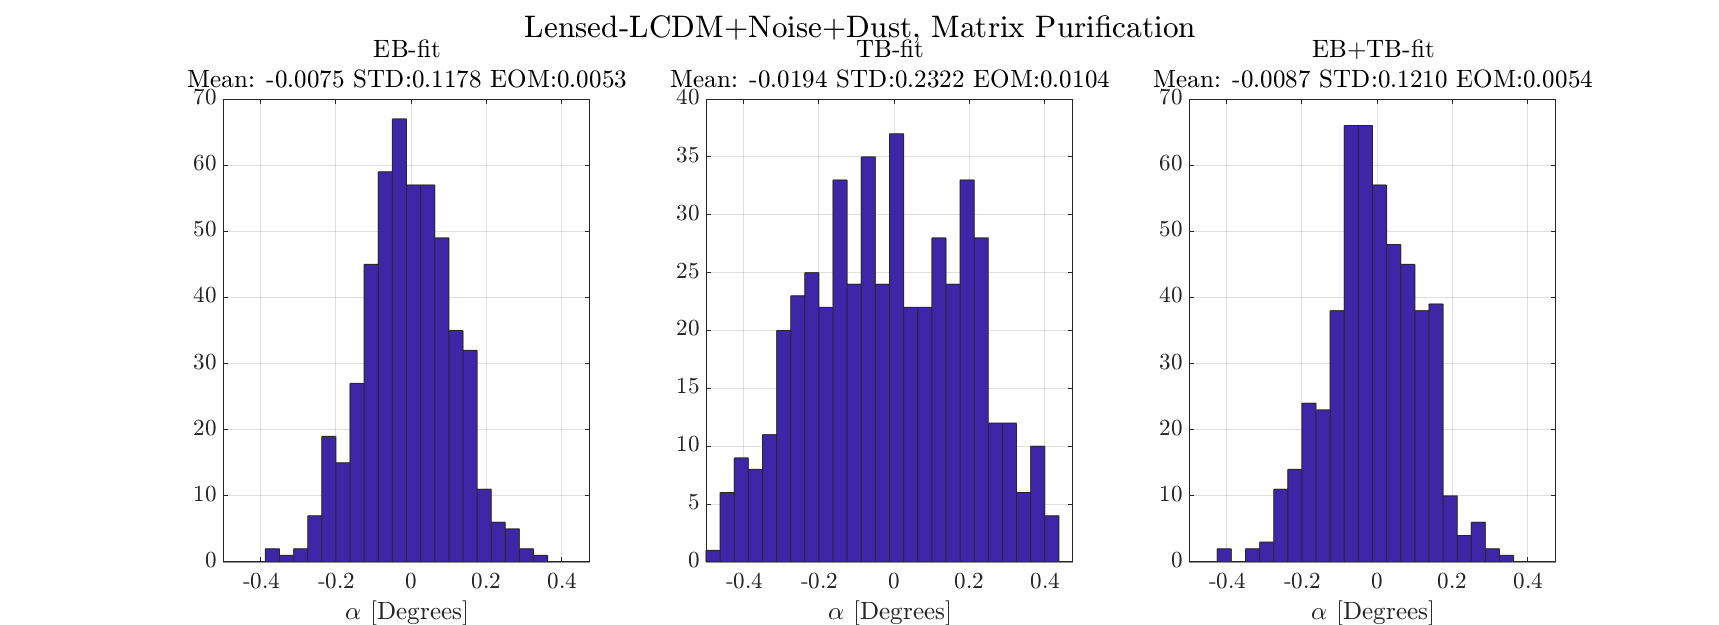 Lensed-LCDM+Noise+Dust, Matrix Purification
EB-fit
Mean: -0.0075 STD:0.1178 EOM:0.0053
70
60
50
40
30
20
10
0
-0.4 -0.2 0 0.2 0.4
α [Degrees]
TB-fit
Mean: -0.0194 STD:0.2322 EOM:0.0104
40
35
30
25
20
15
10
5
0
-0.4 -0.2 0 0.2 0.4
α [Degrees]
EB+TB-fit
Mean: -0.0087 STD:0.1210 EOM:0.0054
70
60
50
40
30
20
10
0
-0.4 -0.2 0 0.2 0.4
α [Degrees]